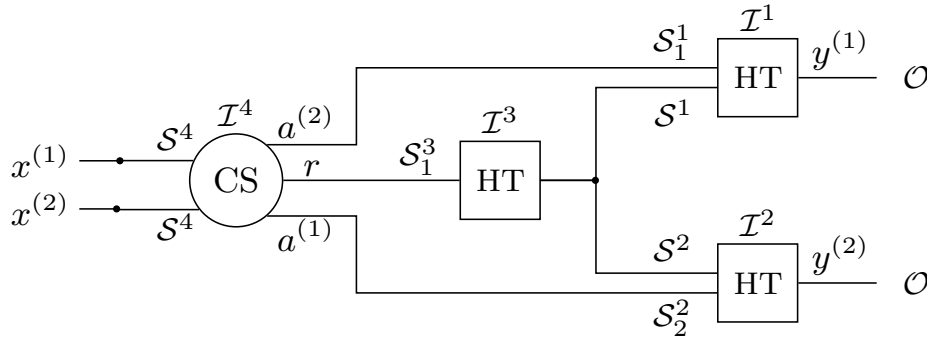 𝓘¹
𝓢₁¹
y⁽¹⁾
HT
𝓞
𝓢¹
𝓘⁴
𝓢⁴
a⁽²⁾
𝓘³
x⁽¹⁾
CS
r
𝓢₁³
HT
x⁽²⁾
𝓢⁴
a⁽¹⁾
𝓘²
𝓢²
y⁽²⁾
HT
𝓞
𝓢₂²